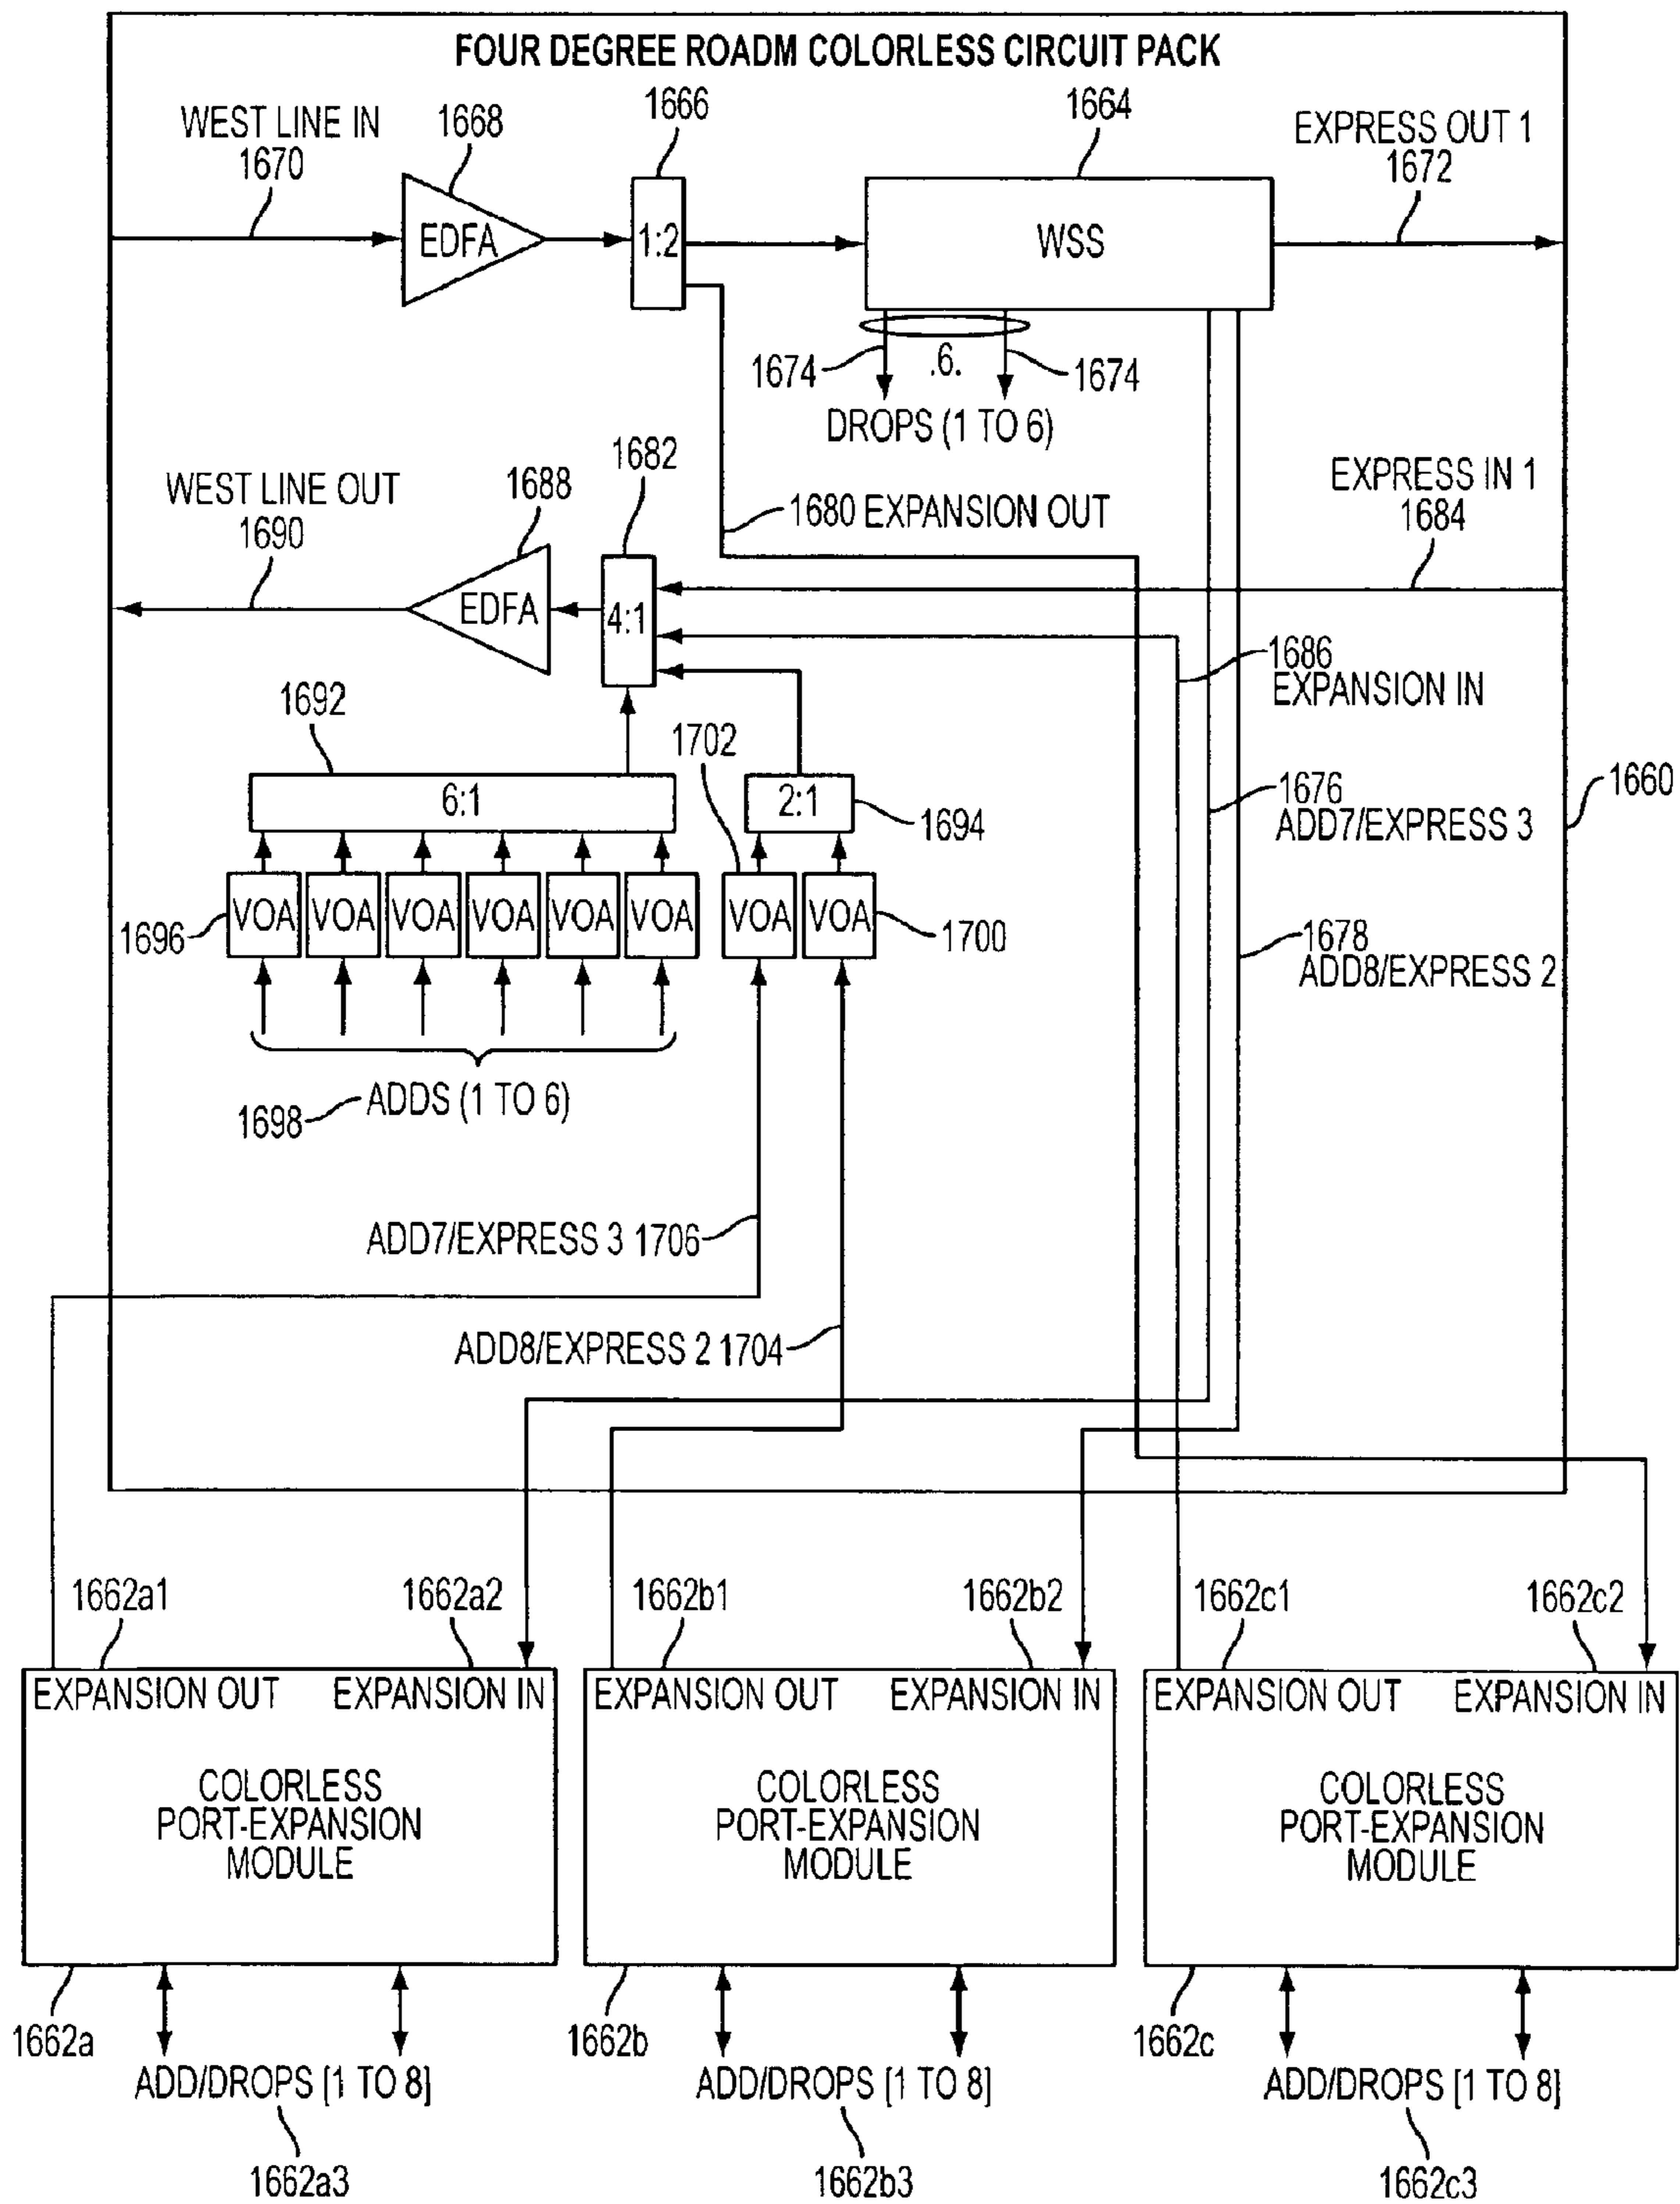 FOUR DEGREE ROADM COLORLESS CIRCUIT PACK
WEST LINE IN
1670
1668
EDFA
1666
1:2
1664
WSS
EXPRESS OUT 1
1672
1674
.6.
1674
DROPS (1 TO 6)
WEST LINE OUT
1690
1688
EDFA
1682
4:1
1680 EXPANSION OUT
EXPRESS IN 1
1684
1686
EXPANSION IN
1692
6:1
1702
2:1
1694
1676
ADD7/EXPRESS 3
1660
1696
VOA
VOA
VOA
VOA
VOA
VOA
VOA
VOA
1700
1678
ADD8/EXPRESS 2
1698
ADDS (1 TO 6)
ADD7/EXPRESS 3 1706
ADD8/EXPRESS 2 1704
1662a1
1662a2
1662b1
1662b2
1662c1
1662c2
EXPANSION OUT
EXPANSION IN
EXPANSION OUT
EXPANSION IN
EXPANSION OUT
EXPANSION IN
COLORLESS
PORT-EXPANSION
MODULE
COLORLESS
PORT-EXPANSION
MODULE
COLORLESS
PORT-EXPANSION
MODULE
1662a
1662b
1662c
ADD/DROPS [1 TO 8]
ADD/DROPS [1 TO 8]
ADD/DROPS [1 TO 8]
1662a3
1662b3
1662c3